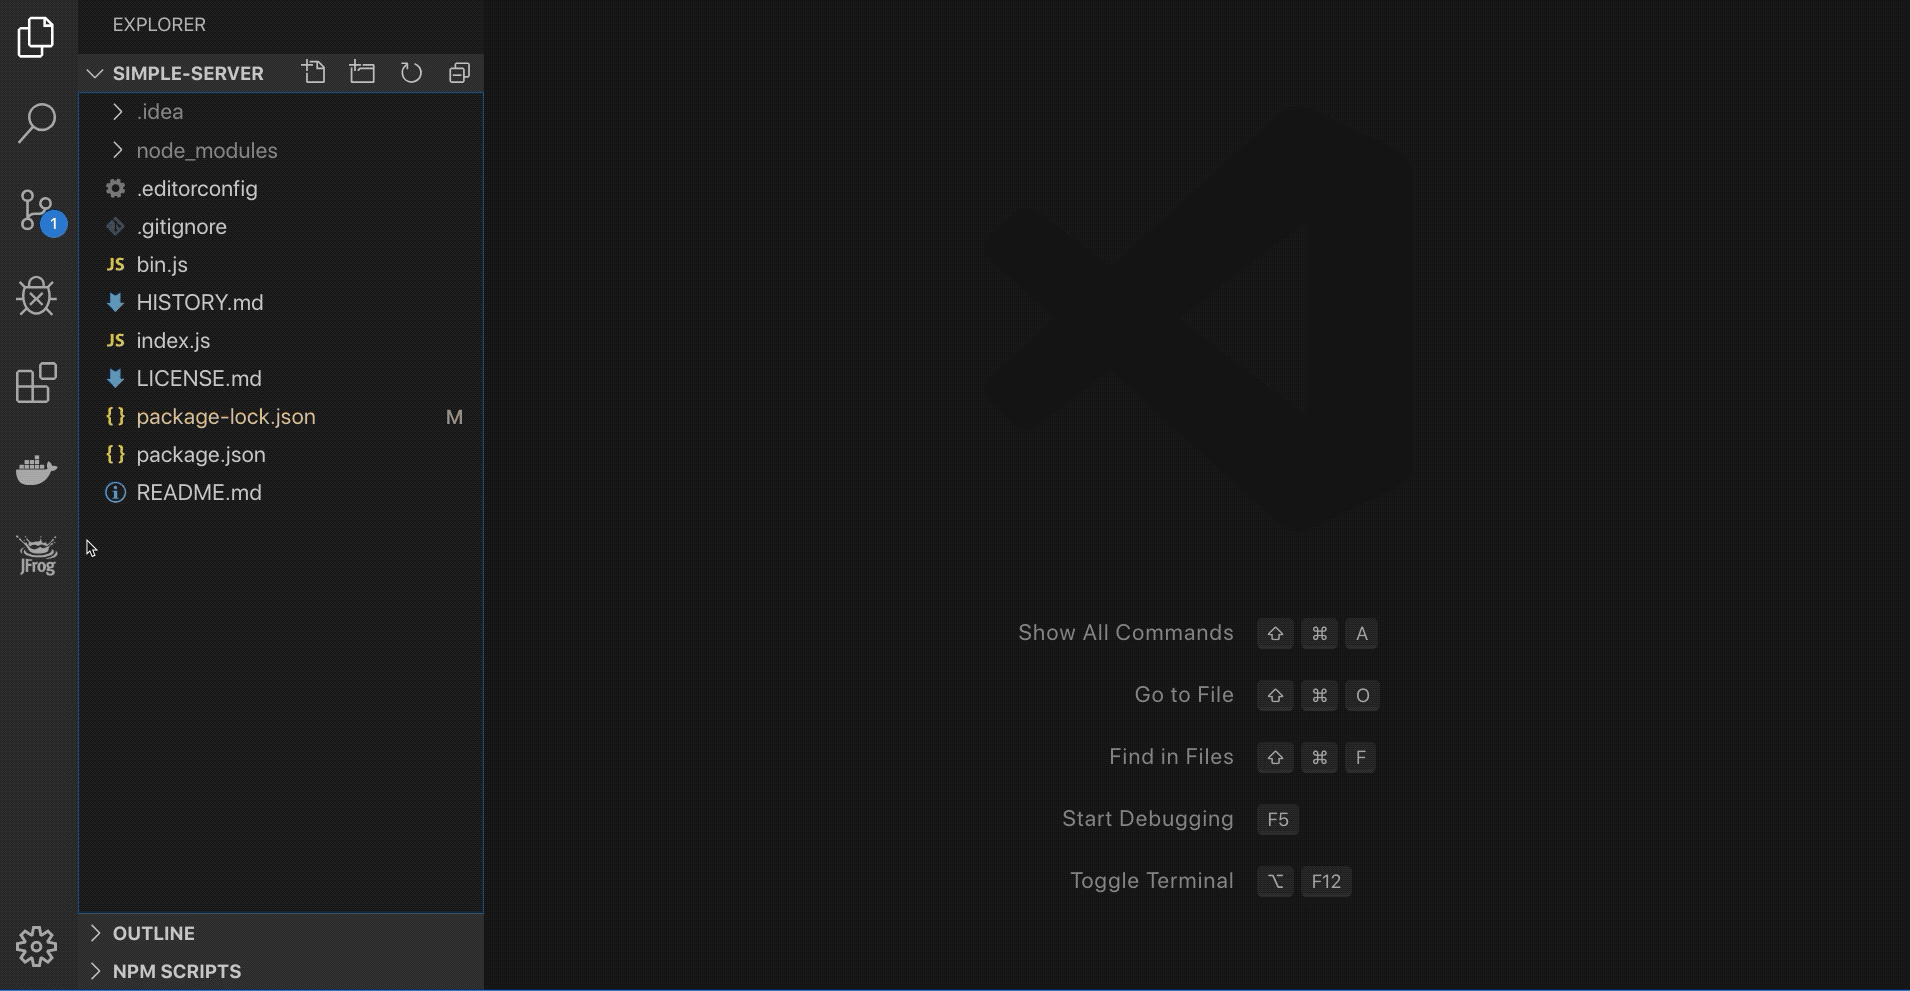 EXPLORER
SIMPLE-SERVER
.idea
node_modules
.editorconfig
.gitignore
JS bin.js
HISTORY.md
JS index.js
LICENSE.md
{} package-lock.json M
{} package.json
README.md
1
JFrog
OUTLINE
NPM SCRIPTS
Show All Commands ⇧ ⌘ A
Go to File ⇧ ⌘ O
Find in Files ⇧ ⌘ F
Start Debugging F5
Toggle Terminal ⌥ F12